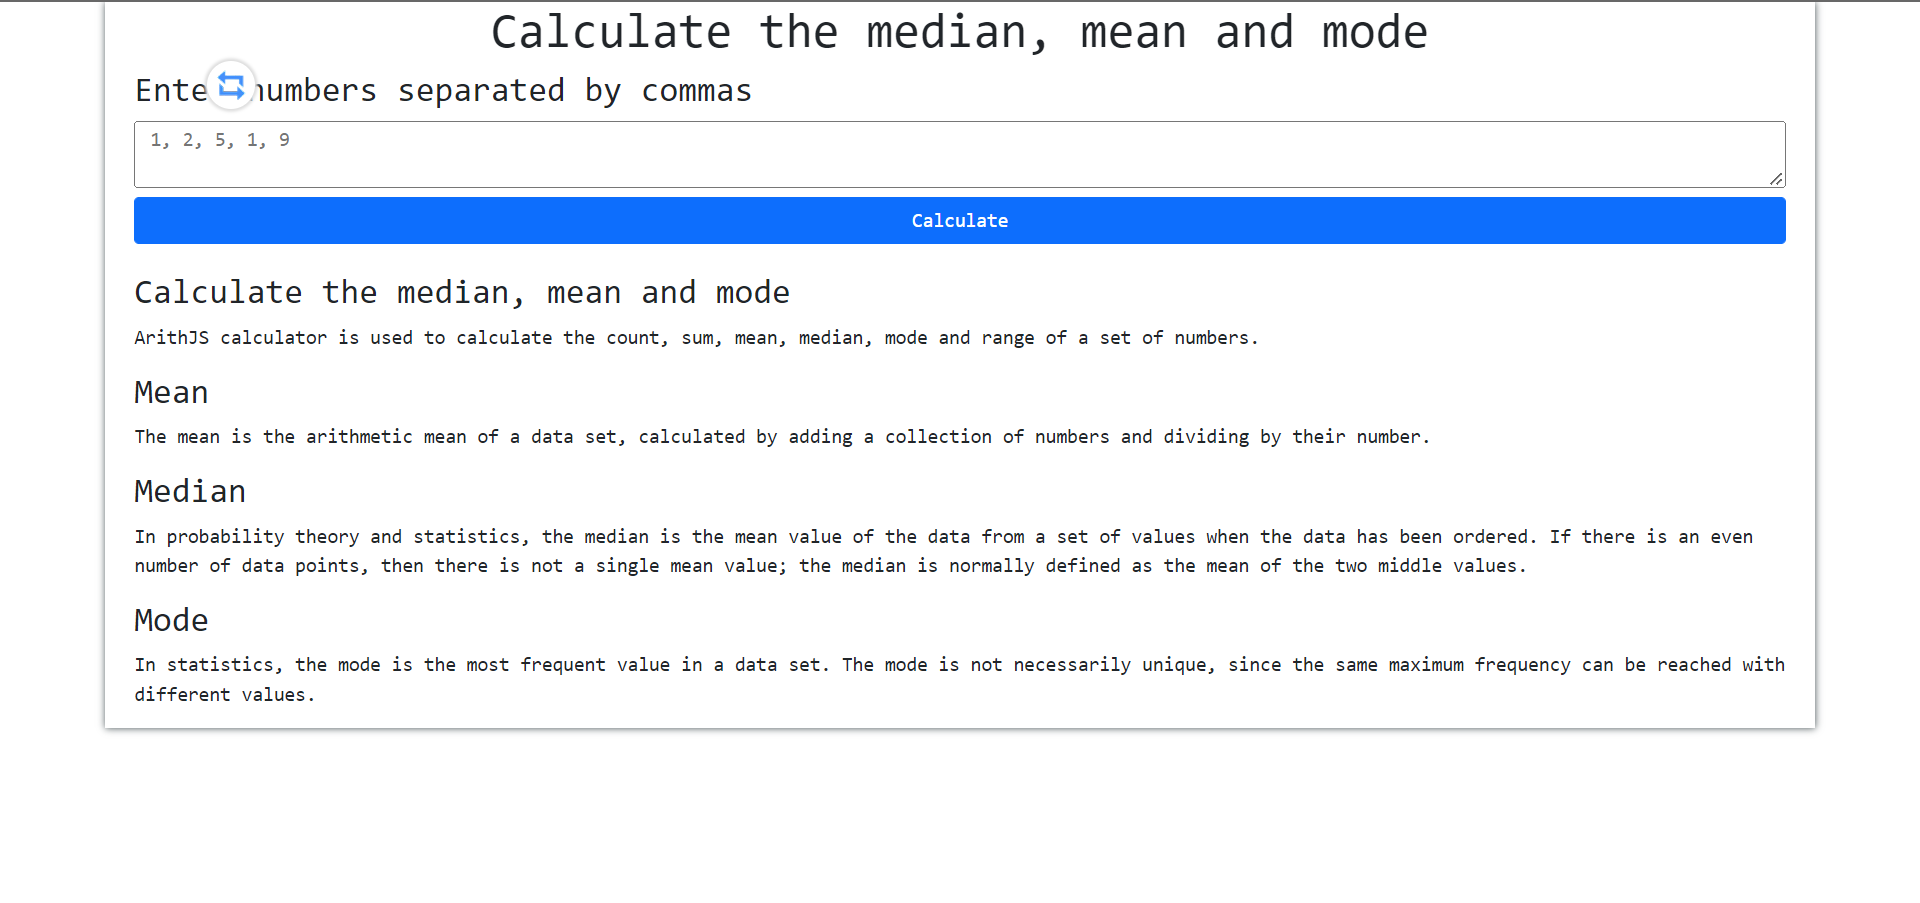 Calculate the median, mean and mode
Ente numbers separated by commas
1, 2, 5, 1, 9
Calculate
Calculate the median, mean and mode
ArithJS calculator is used to calculate the count, sum, mean, median, mode and range of a set of numbers.
Mean
The mean is the arithmetic mean of a data set, calculated by adding a collection of numbers and dividing by their number.
Median
In probability theory and statistics, the median is the mean value of the data from a set of values when the data has been ordered. If there is an even
number of data points, then there is not a single mean value; the median is normally defined as the mean of the two middle values.
Mode
In statistics, the mode is the most frequent value in a data set. The mode is not necessarily unique, since the same maximum frequency can be reached with
different values.